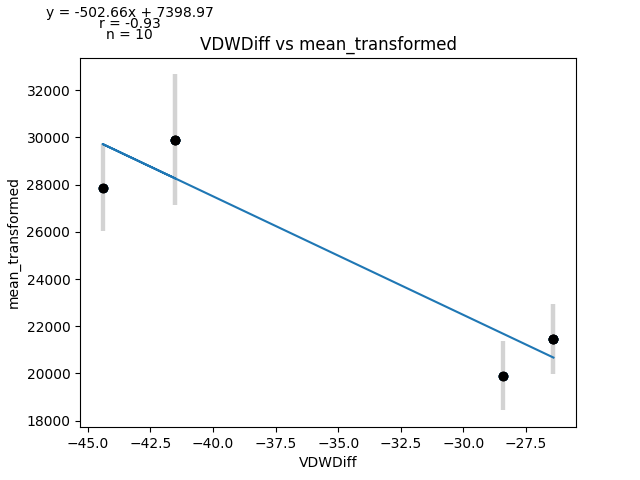 y = -502.66x + 7398.97
r = -0.93
n = 10
VDWDiff vs mean_transformed
32000
30000
28000
26000
24000
22000
20000
18000
mean_transformed
−45.0 −42.5 −40.0 −37.5 −35.0 −32.5 −30.0 −27.5
VDWDiff